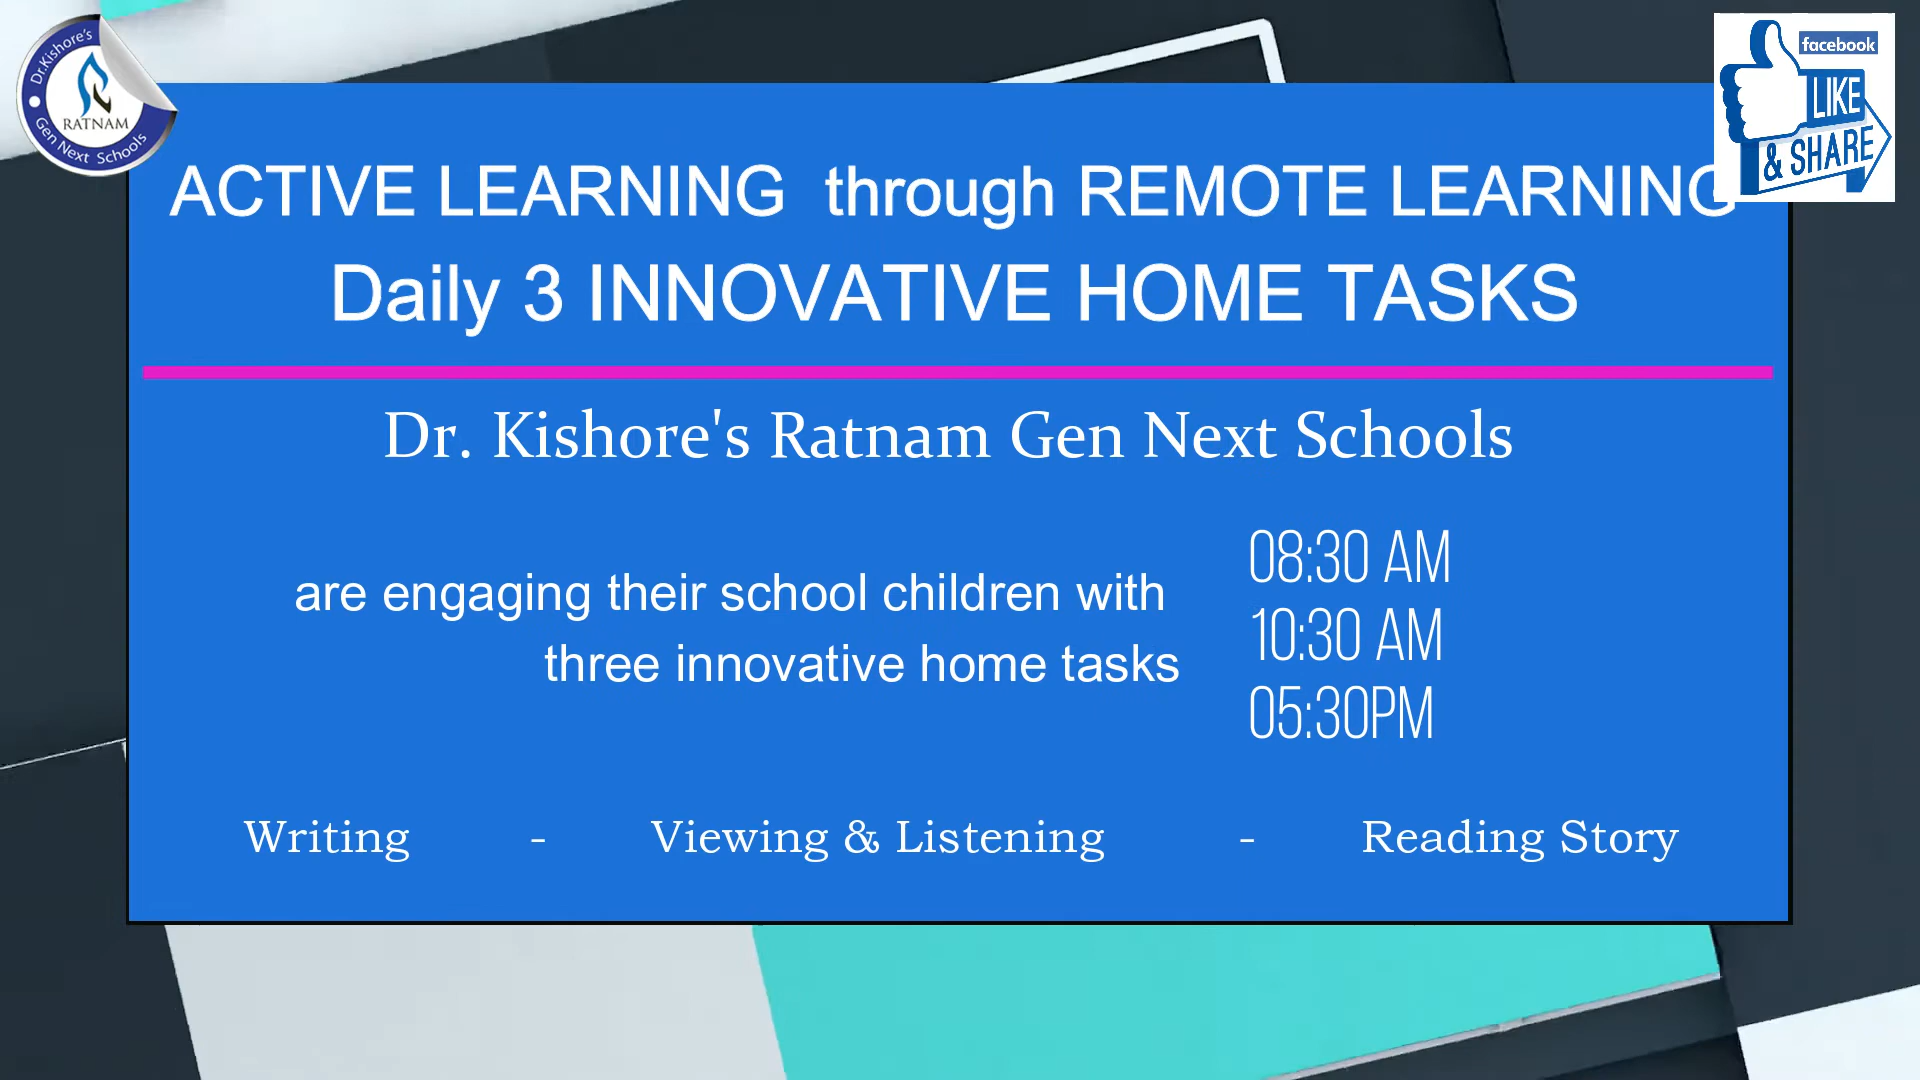 Dr.Kishore's
RATNAM
Gen Next Schools
facebook
LIKE
& SHARE
ACTIVE LEARNING through REMOTE LEARNING
Daily 3 INNOVATIVE HOME TASKS
Dr. Kishore's Ratnam Gen Next Schools
are engaging their school children with
three innovative home tasks
08:30 AM
10:30 AM
05:30PM
Writing - Viewing & Listening - Reading Story